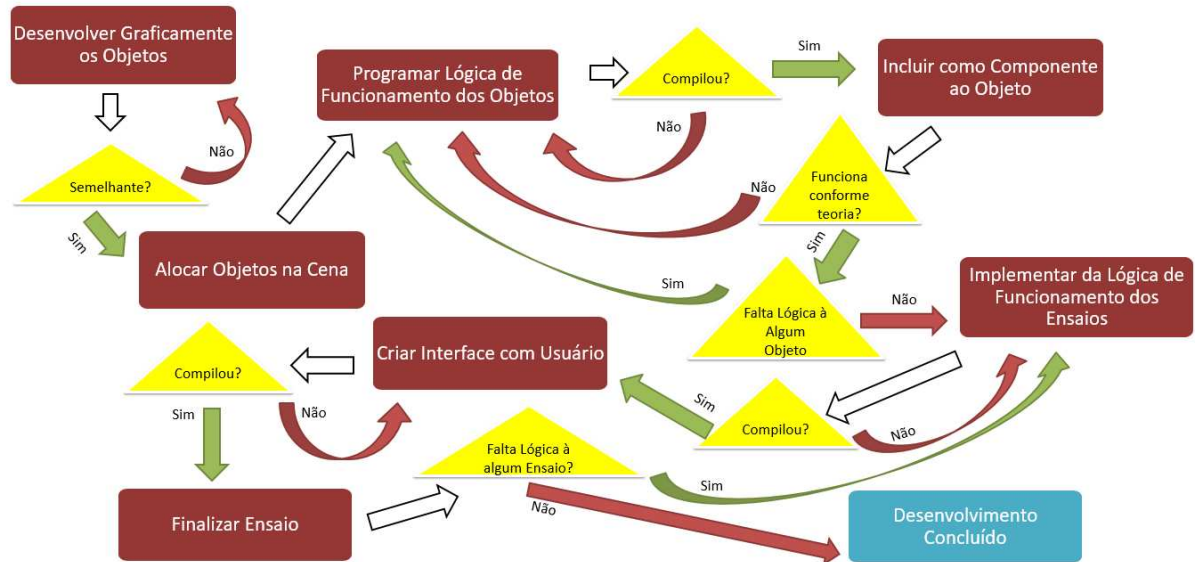 Desenvolver Graficamente
os Objetos
Não
Semelhante?
Sim
Alocar Objetos na Cena
Programar Lógica de
Funcionamento dos Objetos
Compilou?
Sim
Não
Incluir como Componente
ao Objeto
Funciona
conforme
teoria?
Não
Sim
Falta Lógica à
Algum
Objeto
Sim
Não
Implementar da Lógica de
Funcionamento dos
Ensaios
Compilou?
Não
Sim
Criar Interface com Usuário
Compilou?
Não
Sim
Finalizar Ensaio
Falta Lógica à
algum Ensaio?
Sim
Não
Desenvolvimento
Concluído